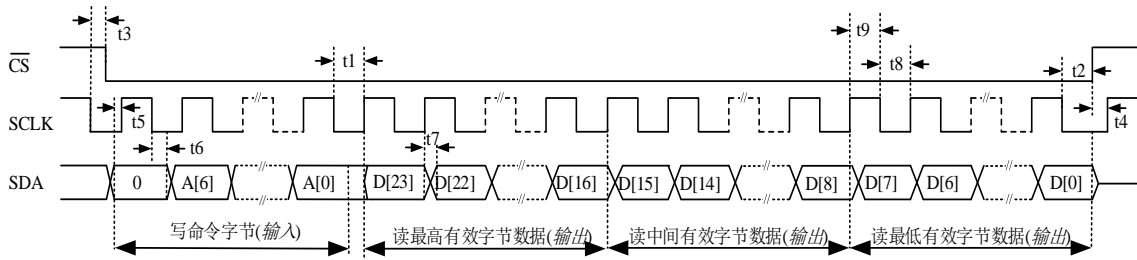 t3
t9
CS
t1
t8
t2
SCLK
t5
t4
t6
t7
SDA
0
A[6]
A[0]
D[23]
D[22]
D[16]
D[15]
D[14]
D[8]
D[7]
D[6]
D[0]
写命令字节(输入)
读最高有效字节数据(输出)
读中间有效字节数据(输出)
读最低有效字节数据(输出)